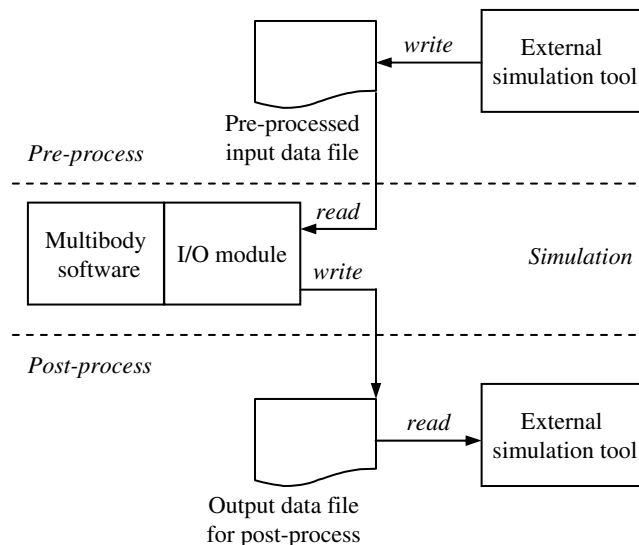 write
External
simulation tool
Pre-processed
input data file
Pre-process
read
Multibody
software
I/O module
write
Simulation
Post-process
read
External
simulation tool
Output data file
for post-process